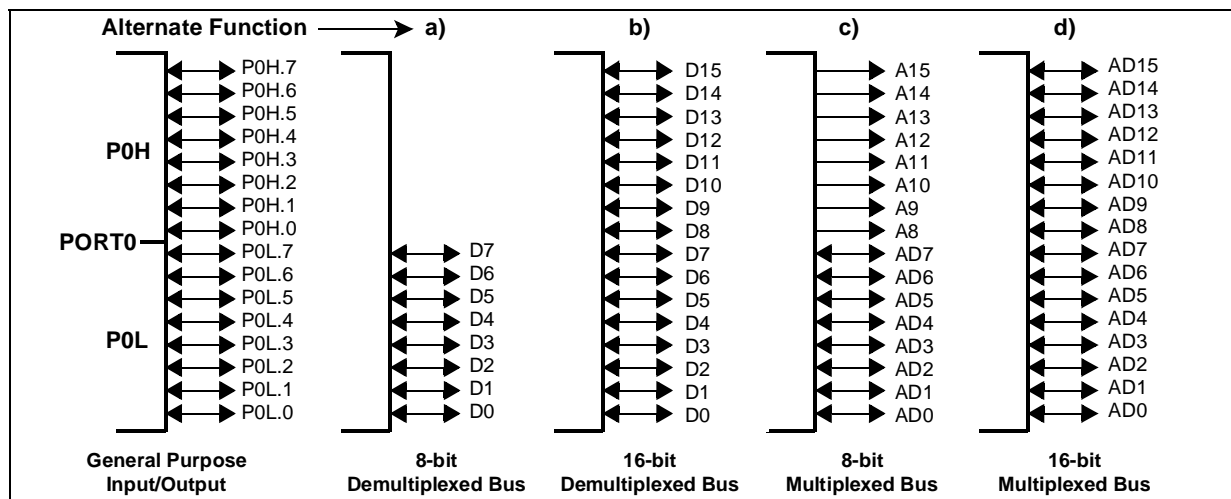 Alternate Function a) b) c) d)
P0H.7 D15 A15 AD15
P0H.6 D14 A14 AD14
P0H.5 D13 A13 AD13
P0H.4 D12 A12 AD12
P0H P0H.3 D11 A11 AD11
P0H.2 D10 A10 AD10
P0H.1 D9 A9 AD9
P0H.0 D8 A8 AD8
PORT0
P0L.7 D7 D7 AD7 AD7
P0L.6 D6 D6 AD6 AD6
P0L.5 D5 D5 AD5 AD5
P0L.4 D4 D4 AD4 AD4
P0L P0L.3 D3 D3 AD3 AD3
P0L.2 D2 D2 AD2 AD2
P0L.1 D1 D1 AD1 AD1
P0L.0 D0 D0 AD0 AD0
General Purpose 8-bit 16-bit 8-bit 16-bit
Input/Output Demultiplexed Bus Demultiplexed Bus Multiplexed Bus Multiplexed Bus